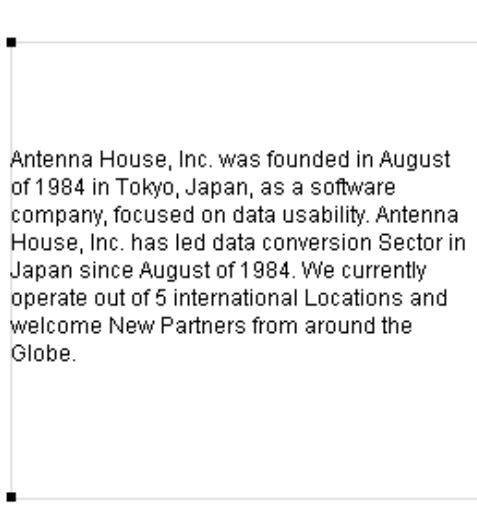 Antenna House, Inc. was founded in August
of 1984 in Tokyo, Japan, as a software
company, focused on data usability. Antenna
House, Inc. has led data conversion Sector in
Japan since August of 1984. We currently
operate out of 5 international Locations and
welcome New Partners from around the
Globe.